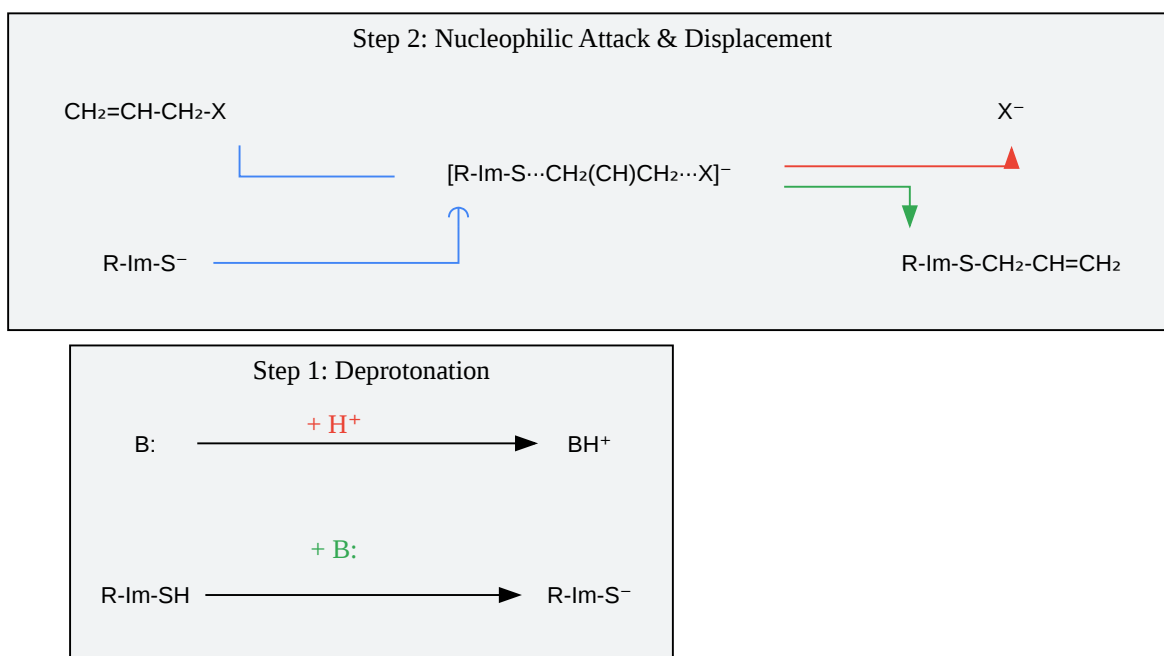 Step 2: Nucleophilic Attack & Displacement
CH₂=CH-CH₂-X
X⁻
[R-Im-S···CH₂(CH)CH₂···X]⁻
R-Im-S⁻
R-Im-S-CH₂-CH=CH₂
Step 1: Deprotonation
+ H⁺
B:
BH⁺
+ B:
R-Im-SH
R-Im-S⁻